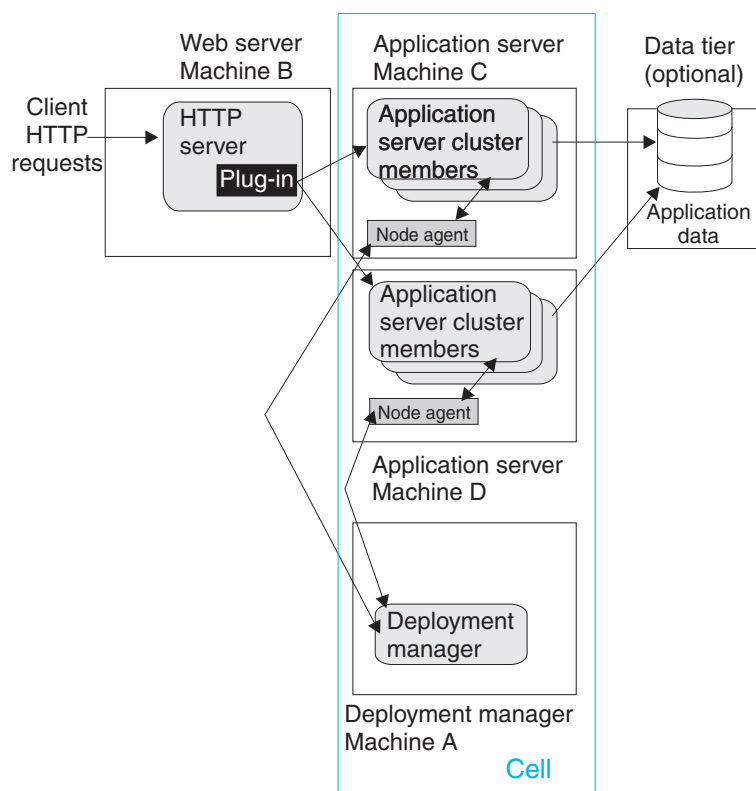 Web server
Machine B
Application server
Machine C
Data tier
(optional)
Client
HTTP
requests
HTTP
server
Plug-in
Application
server cluster
members
Node agent
Application
data
Application
server cluster
members
Node agent
Application server
Machine D
Deployment
manager
Deployment manager
Machine A
Cell